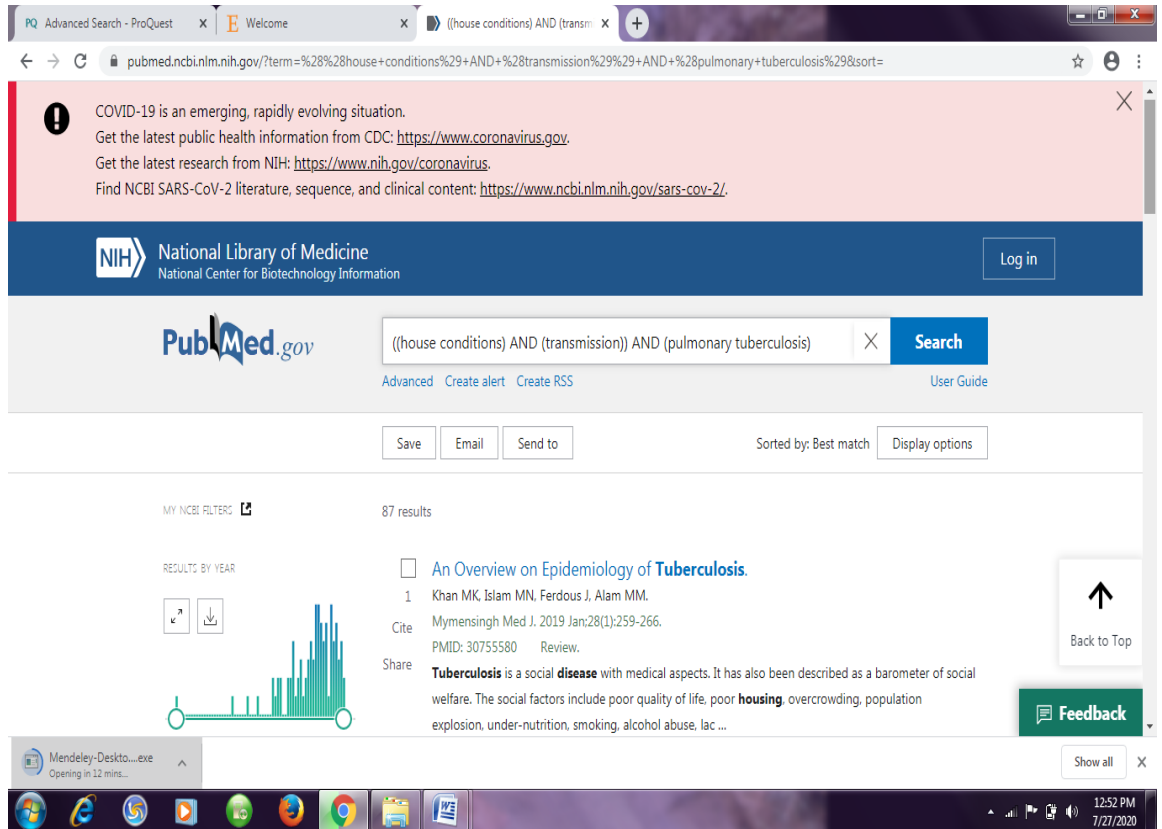 PQ Advanced Search - ProQuest
E Welcome
((house conditions) AND (transm
pubmed.ncbi.nlm.nih.gov/?term=%28%28house+conditions%29+AND+%28transmission%29%29+AND+%28pulmonary+tuberculosis%29&sort=
COVID-19 is an emerging, rapidly evolving situation.
Get the latest public health information from CDC: https://www.coronavirus.gov.
Get the latest research from NIH: https://www.nih.gov/coronavirus.
Find NCBI SARS-CoV-2 literature, sequence, and clinical content: https://www.ncbi.nlm.nih.gov/sars-cov-2/.
NIH National Library of Medicine
National Center for Biotechnology Information
Log in
PubMed.gov
((house conditions) AND (transmission)) AND (pulmonary tuberculosis)
Search
Advanced Create alert Create RSS
User Guide
Save Email Send to
Sorted by: Best match Display options
MY NCBI FILTERS
87 results
RESULTS BY YEAR
An Overview on Epidemiology of Tuberculosis.
1 Khan MK, Islam MN, Ferdous J, Alam MM.
Cite Mymensingh Med J. 2019 Jan;28(1):259-266.
PMID: 30755580 Review.
Share Tuberculosis is a social disease with medical aspects. It has also been described as a barometer of social
welfare. The social factors include poor quality of life, poor housing, overcrowding, population
explosion, under-nutrition, smoking, alcohol abuse, lac ...
Back to Top
Feedback
Mendeley-Deskto....exe
Opening in 12 mins...
Show all
12:52 PM
7/27/2020